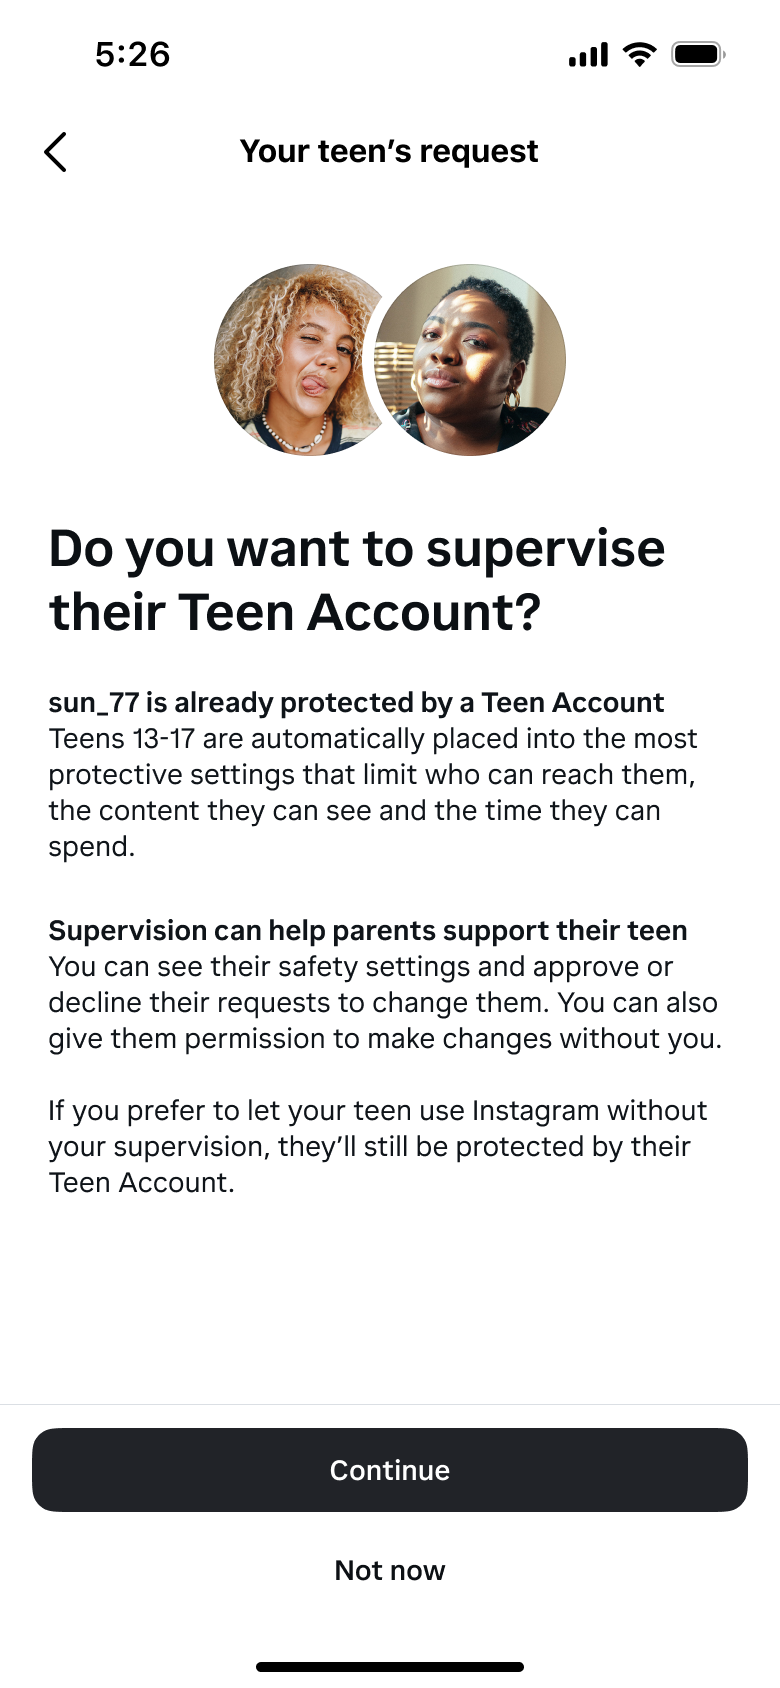 5:26
Your teen’s request
Do you want to supervise
their Teen Account?
sun_77 is already protected by a Teen Account
Teens 13-17 are automatically placed into the most
protective settings that limit who can reach them,
the content they can see and the time they can
spend.
Supervision can help parents support their teen
You can see their safety settings and approve or
decline their requests to change them. You can also
give them permission to make changes without you.
If you prefer to let your teen use Instagram without
your supervision, they’ll still be protected by their
Teen Account.
Continue
Not now